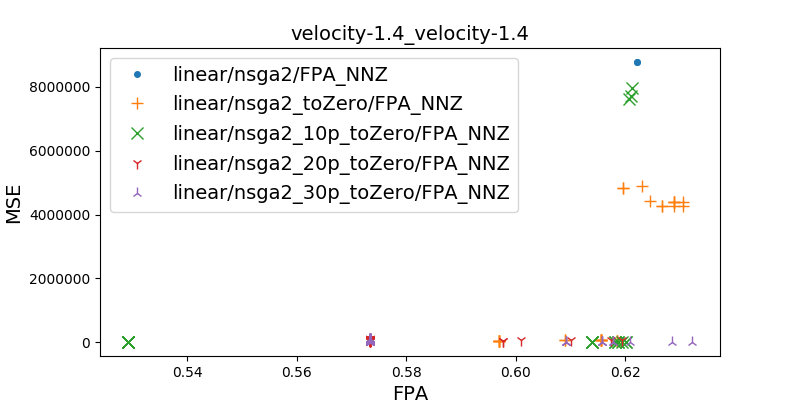 velocity-1.4_velocity-1.4
linear/nsga2/FPA_NNZ
linear/nsga2_toZero/FPA_NNZ
linear/nsga2_10p_toZero/FPA_NNZ
linear/nsga2_20p_toZero/FPA_NNZ
linear/nsga2_30p_toZero/FPA_NNZ
MSE
8000000
6000000
4000000
2000000
0
0.54
0.56
0.58
0.60
0.62
FPA